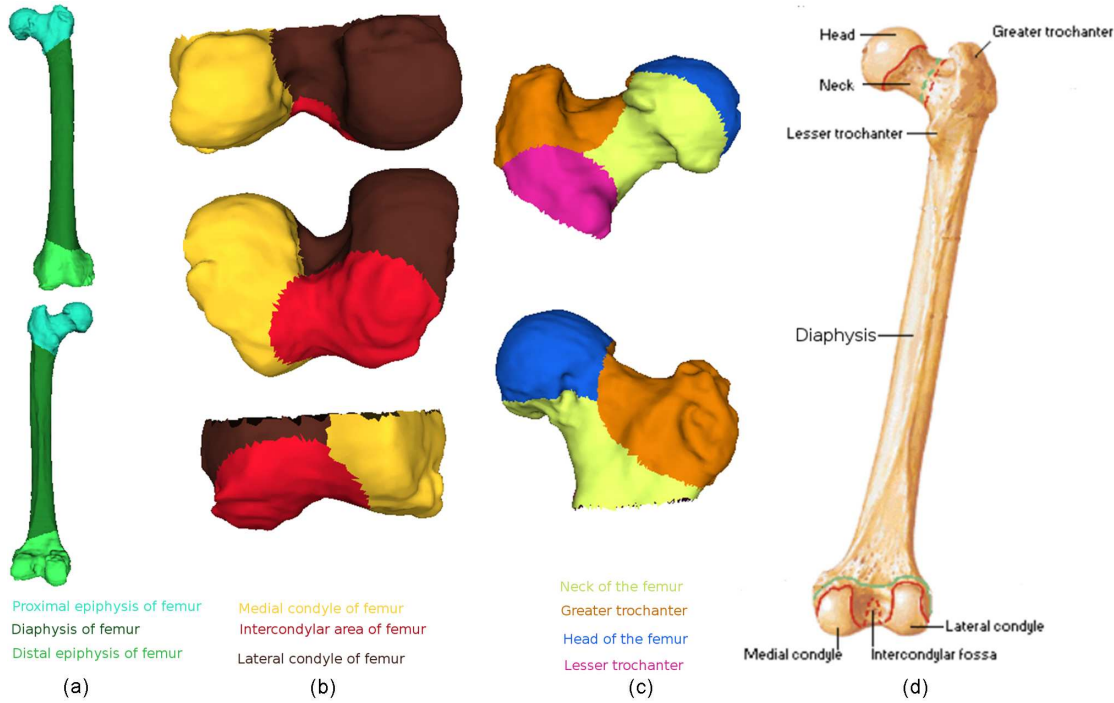 Head
Greater trochanter
Neck
Lesser trochanter
Diaphysis
Proximal epiphysis of femur
Diaphysis of femur
Distal epiphysis of femur
Medial condyle of femur
Intercondylar area of femur
Lateral condyle of femur
Neck of the femur
Greater trochanter
Head of the femur
Lesser trochanter
Lateral condyle
Medial condyle
Intercondylar fossa
(a)
(b)
(c)
(d)